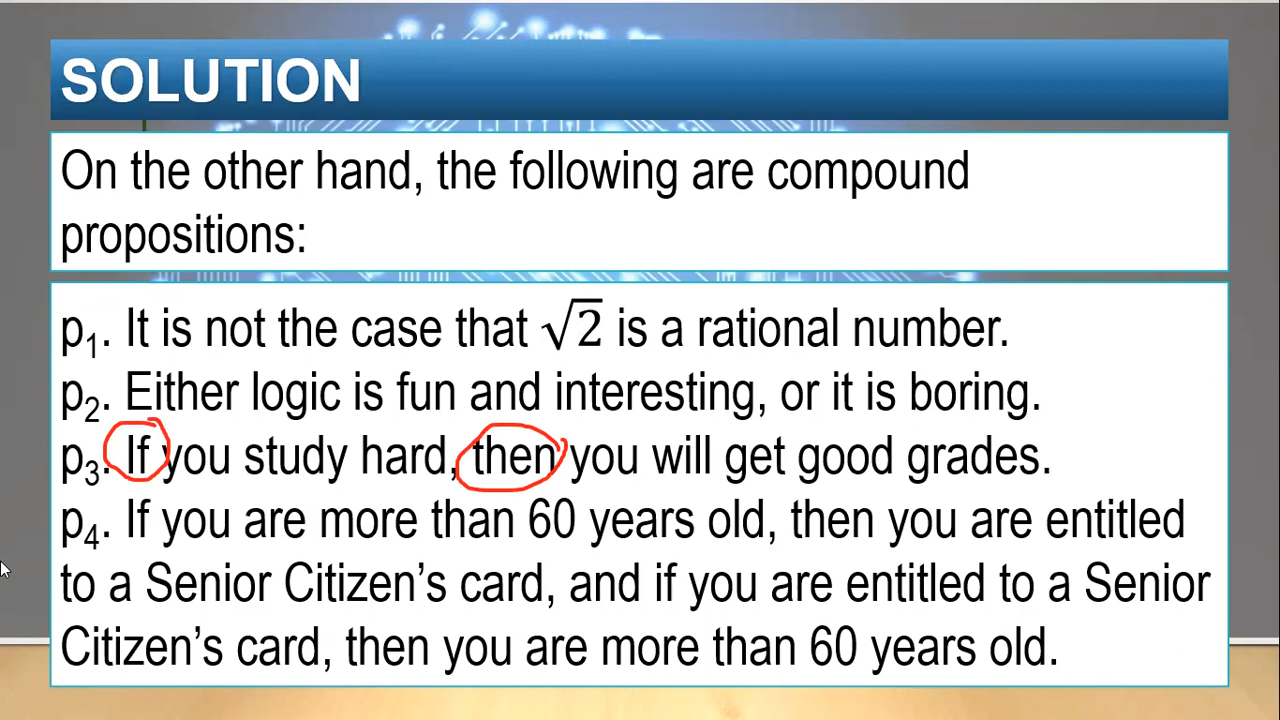 SOLUTION
On the other hand, the following are compound
propositions:
p₁. It is not the case that √2 is a rational number.
p₂. Either logic is fun and interesting, or it is boring.
p₃. If you study hard, then you will get good grades.
p₄. If you are more than 60 years old, then you are entitled
to a Senior Citizen’s card, and if you are entitled to a Senior
Citizen’s card, then you are more than 60 years old.